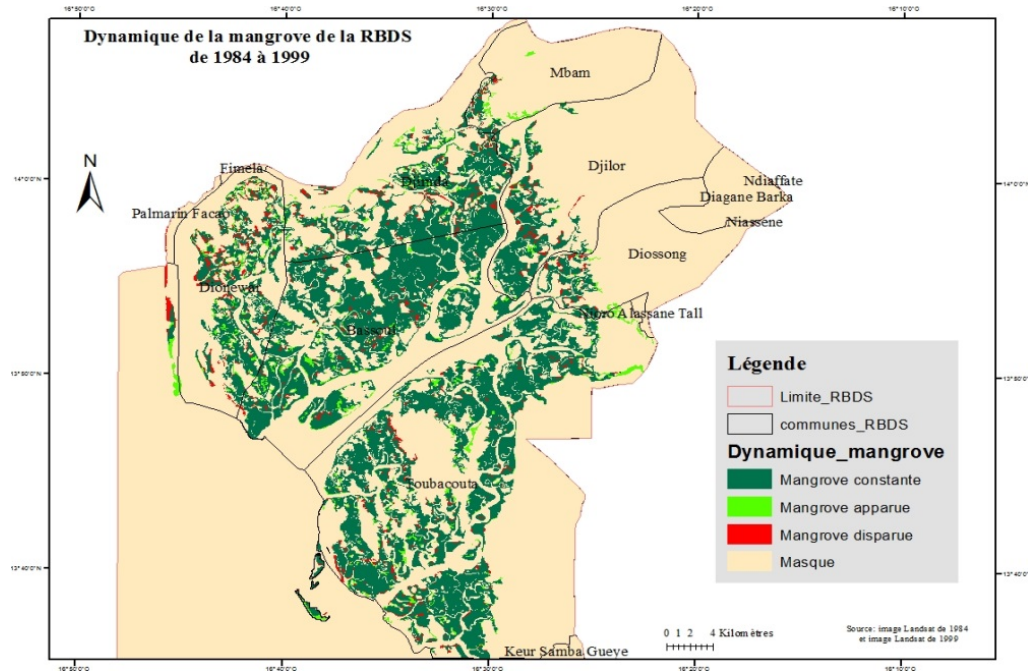 16°50'0"W
16°40'0"W
16°30'0"W
16°20'0"W
16°10'0"W
Dynamique de la mangrove de la RBDS
de 1984 à 1999
Mbam
N
Djilor
14°0'0"N
14°0'0"N
Fimela
Djirnda
Ndiaffate
Diagane Barka
Palmarin Facao
Niassene
Diossong
Dionewar
Nioro Alassane Tall
Bassoul
Légende
Limite_RBDS
communes_RBDS
Dynamique_mangrove
Mangrove constante
Mangrove apparue
Mangrove disparue
Masque
13°50'0"N
13°50'0"N
Toubacouta
13°40'0"N
13°40'0"N
0 1 2 4 Kilomètres
Source: image Landsat de 1984
et image Landsat de 1999
Keur Samba Gueye
16°50'0"W
16°40'0"W
16°30'0"W
16°20'0"W
16°10'0"W